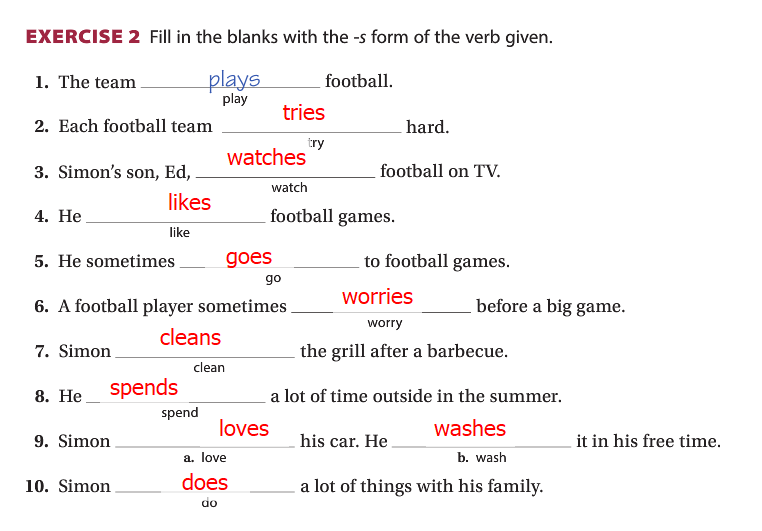 EXERCISE 2 Fill in the blanks with the -s form of the verb given.
1. The team plays football.
play
2. Each football team tries hard.
try
3. Simon's son, Ed, watches football on TV.
watch
4. He likes football games.
like
5. He sometimes goes to football games.
go
6. A football player sometimes worries before a big game.
worry
7. Simon cleans the grill after a barbecue.
clean
8. He spends a lot of time outside in the summer.
spend
9. Simon loves his car. He washes it in his free time.
a. love b. wash
10. Simon does a lot of things with his family.
do